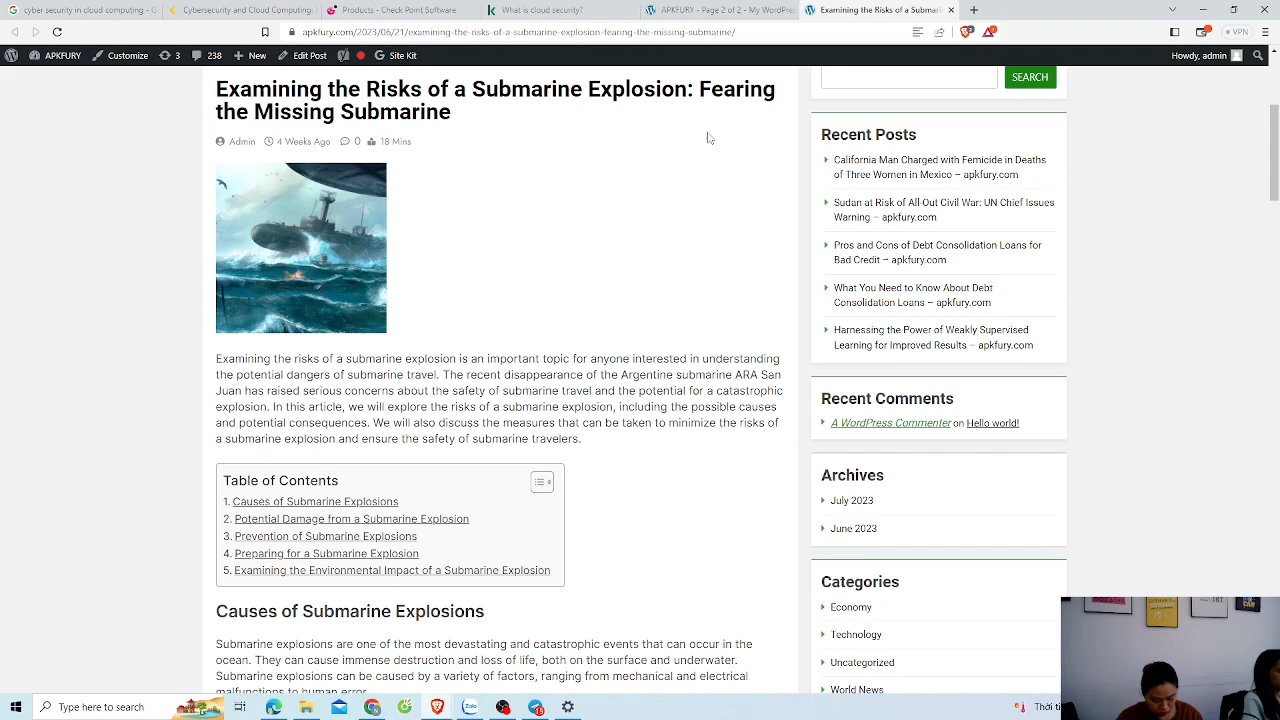 cyber security in cloud computing - G
Cybersecurity and Cloud Computing:
Products - Check Point Software
What is cloud security?
APKFURY - Page 2 of 2 - My WordPre
Examining the Risks of a Submari
apkfury.com/2023/06/21/examining-the-risks-of-a-submarine-explosion-fearing-the-missing-submarine/
VPN
APKFURY
Customize
3
238
New
Edit Post
Site Kit
Howdy, admin
Examining the Risks of a Submarine Explosion: Fearing
the Missing Submarine
Admin
4 Weeks Ago
0
18 Mins
Examining the risks of a submarine explosion is an important topic for anyone interested in understanding
the potential dangers of submarine travel. The recent disappearance of the Argentine submarine ARA San
Juan has raised serious concerns about the safety of submarine travel and the potential for a catastrophic
explosion. In this article, we will explore the risks of a submarine explosion, including the possible causes
and potential consequences. We will also discuss the measures that can be taken to minimize the risks of
a submarine explosion and ensure the safety of submarine travelers.
Table of Contents
1. Causes of Submarine Explosions
2. Potential Damage from a Submarine Explosion
3. Prevention of Submarine Explosions
4. Preparing for a Submarine Explosion
5. Examining the Environmental Impact of a Submarine Explosion
Causes of Submarine Explosions
Submarine explosions are one of the most devastating and catastrophic events that can occur in the
ocean. They can cause immense destruction and loss of life, both on the surface and underwater.
Submarine explosions can be caused by a variety of factors, ranging from mechanical and electrical
malfunctions to human error.
SEARCH
Recent Posts
California Man Charged with Femicide in Deaths
of Three Women in Mexico – apkfury.com
Sudan at Risk of All-Out Civil War: UN Chief Issues
Warning – apkfury.com
Pros and Cons of Debt Consolidation Loans for
Bad Credit – apkfury.com
What You Need to Know About Debt
Consolidation Loans – apkfury.com
Harnessing the Power of Weakly Supervised
Learning for Improved Results – apkfury.com
Recent Comments
A WordPress Commenter on Hello world!
Archives
July 2023
June 2023
Categories
Economy
Technology
Uncategorized
World News
Type here to search
Zalo
Thời ti